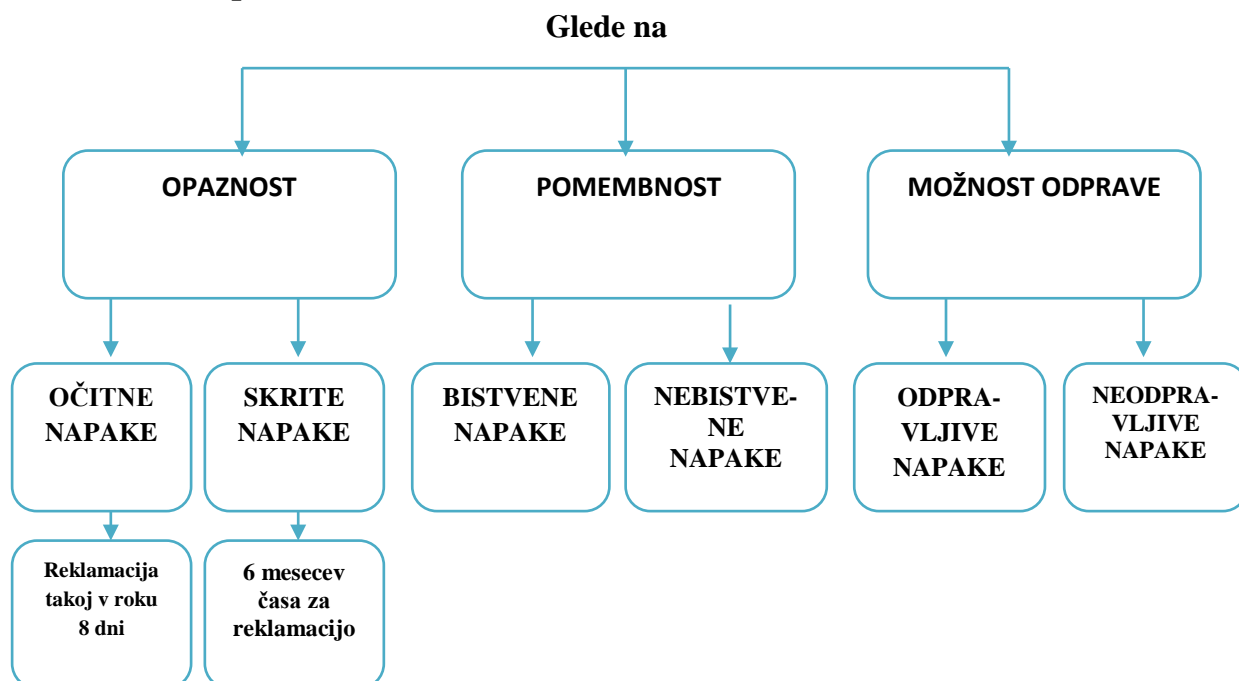 Glede na
OPAZNOST
POMEMBNOST
MOŽNOST ODPRAVE
OČITNE
NAPAKE
SKRITE
NAPAKE
BISTVENE
NAPAKE
NEBISTVE-
NE
NAPAKE
ODPRA-
VLJIVE
NAPAKE
NEODPRA-
VLJIVE
NAPAKE
Reklamacija
takoj v roku
8 dni
6 mesecev
časa za
reklamacijo